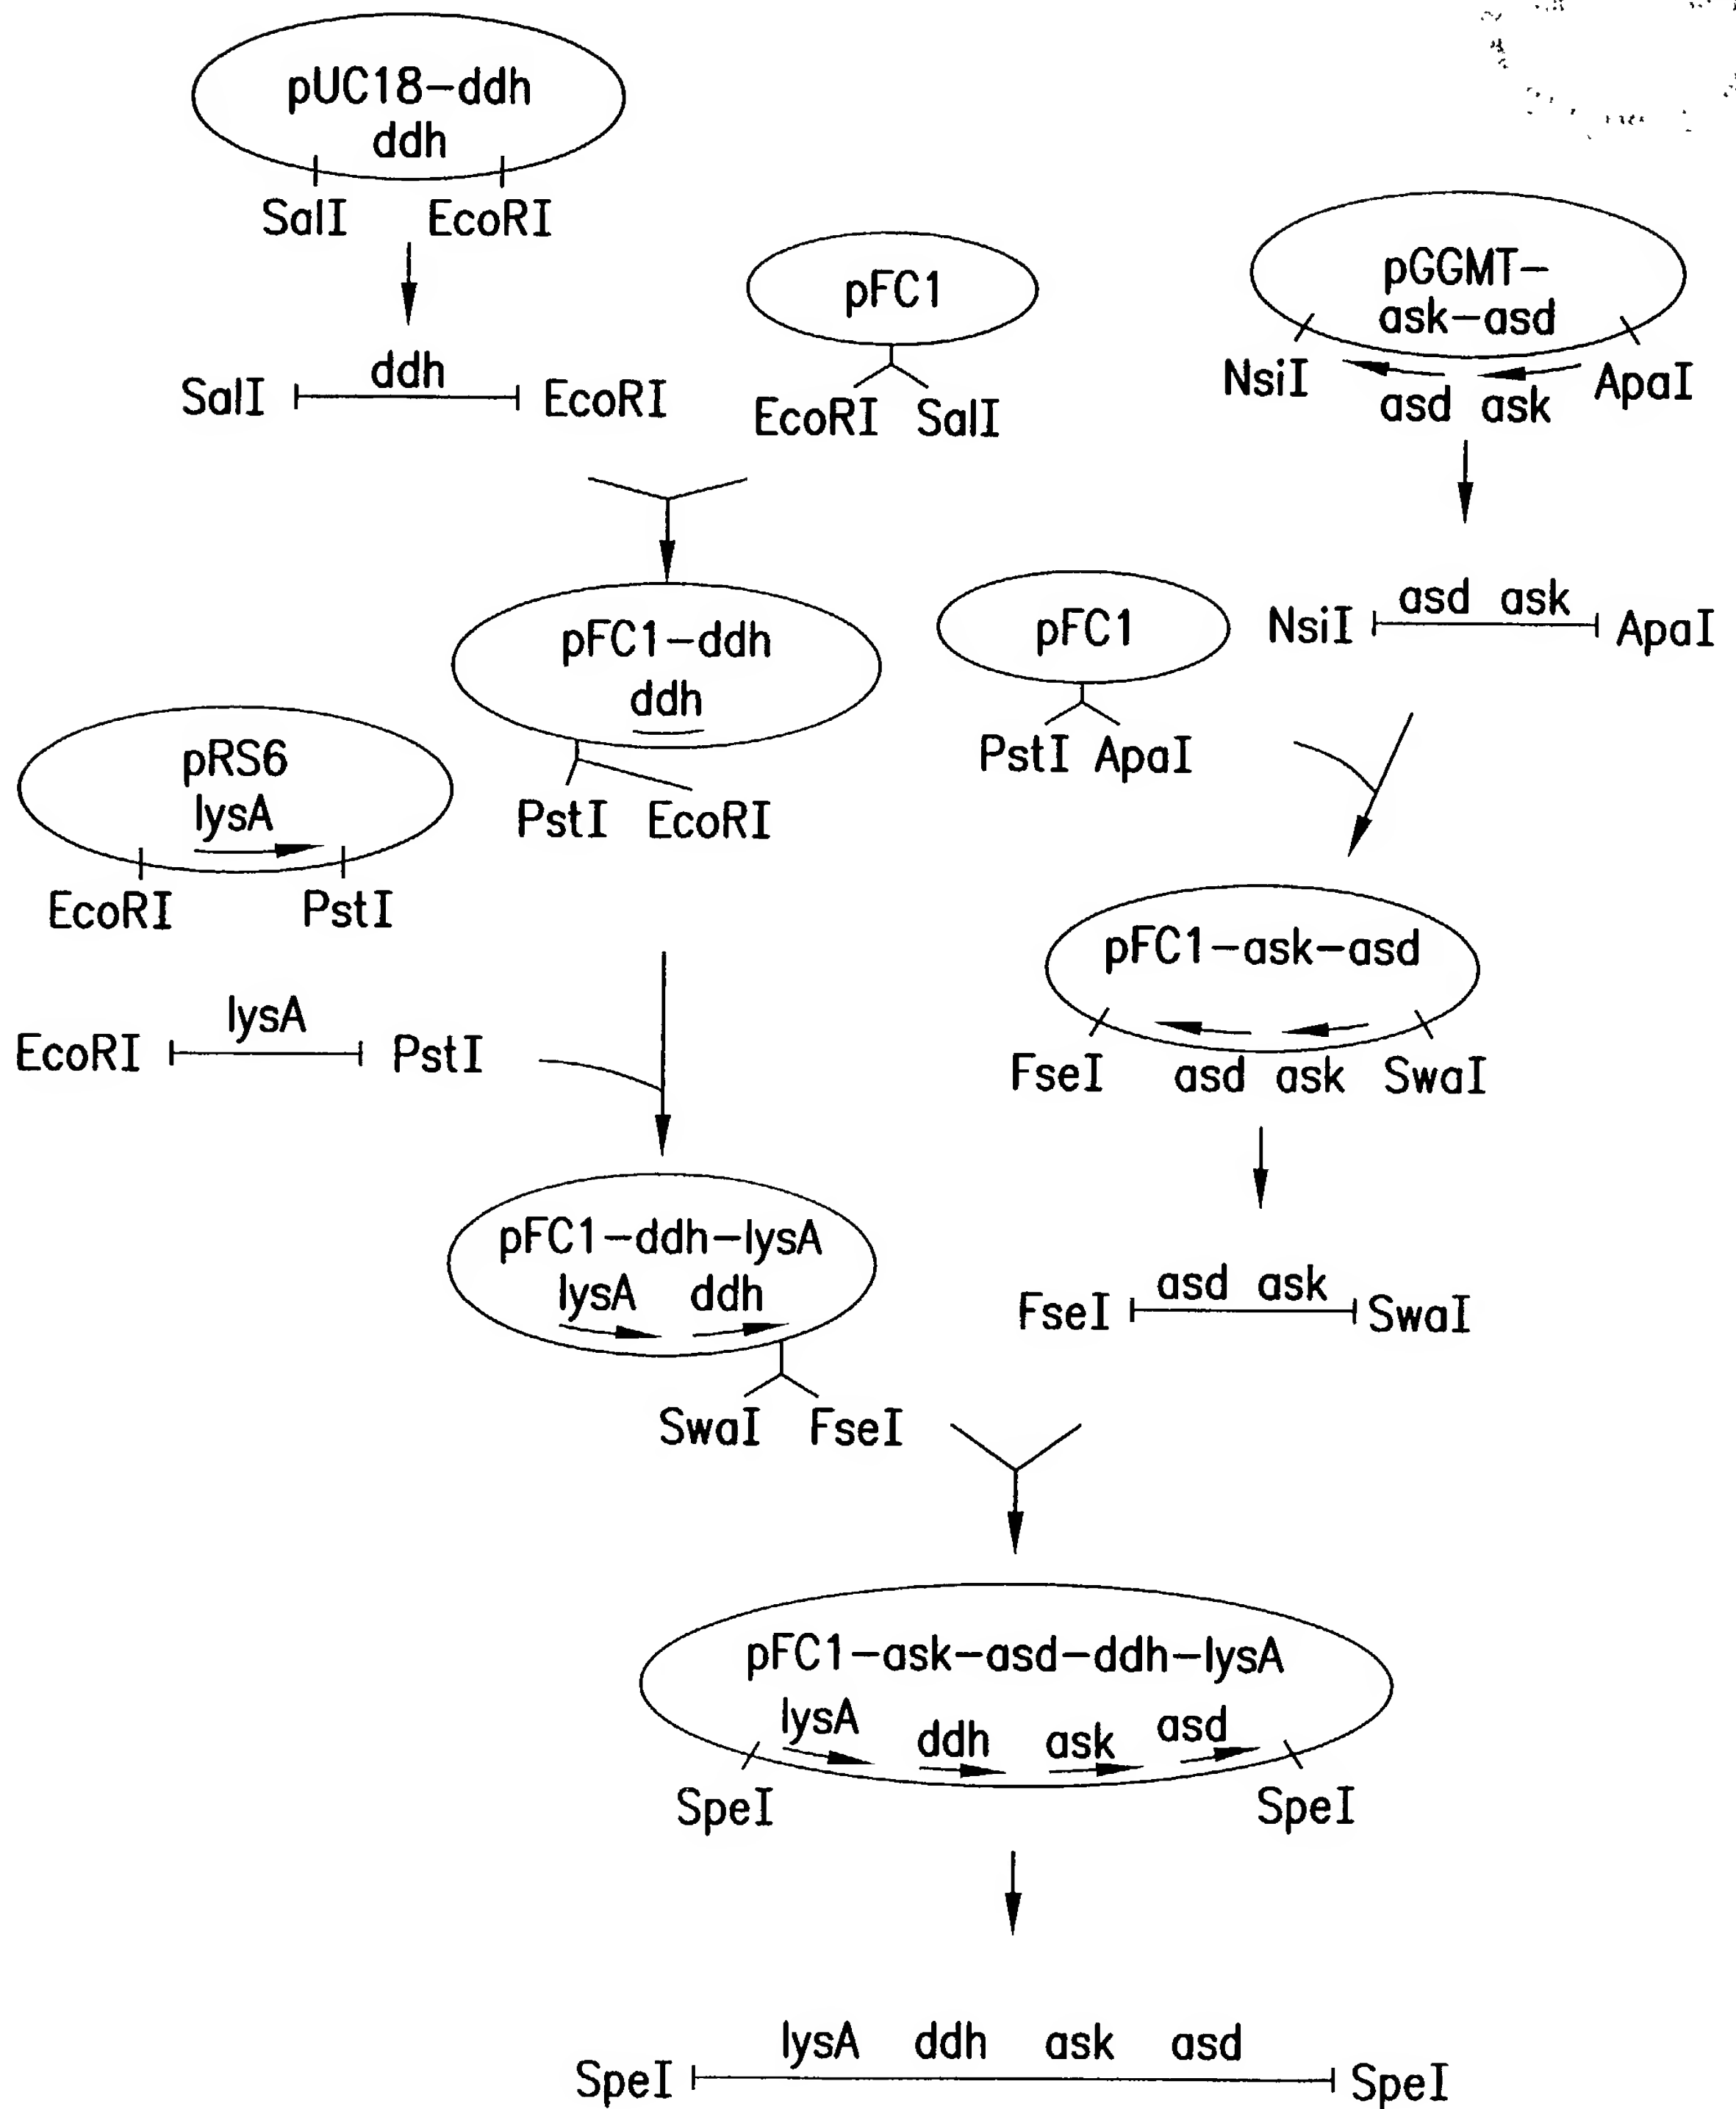 pUC18-ddh
ddh
SalI EcoRI
pFC1
EcoRI SalI
pGGMT-
ask-asd
NsiI ApaI
asd ask
ddh
SalI EcoRI
asd ask
NsiI ApaI
pFC1
PstI ApaI
pFC1-ddh
ddh
PstI EcoRI
pRS6
lysA
EcoRI PstI
lysA
EcoRI PstI
pFC1-ask-asd
FseI asd ask SwaI
pFC1-ddh-lysA
lysA ddh
SwaI FseI
asd ask
FseI SwaI
pFC1-ask-asd-ddh-lysA
lysA ddh ask asd
SpeI SpeI
lysA ddh ask asd
SpeI SpeI